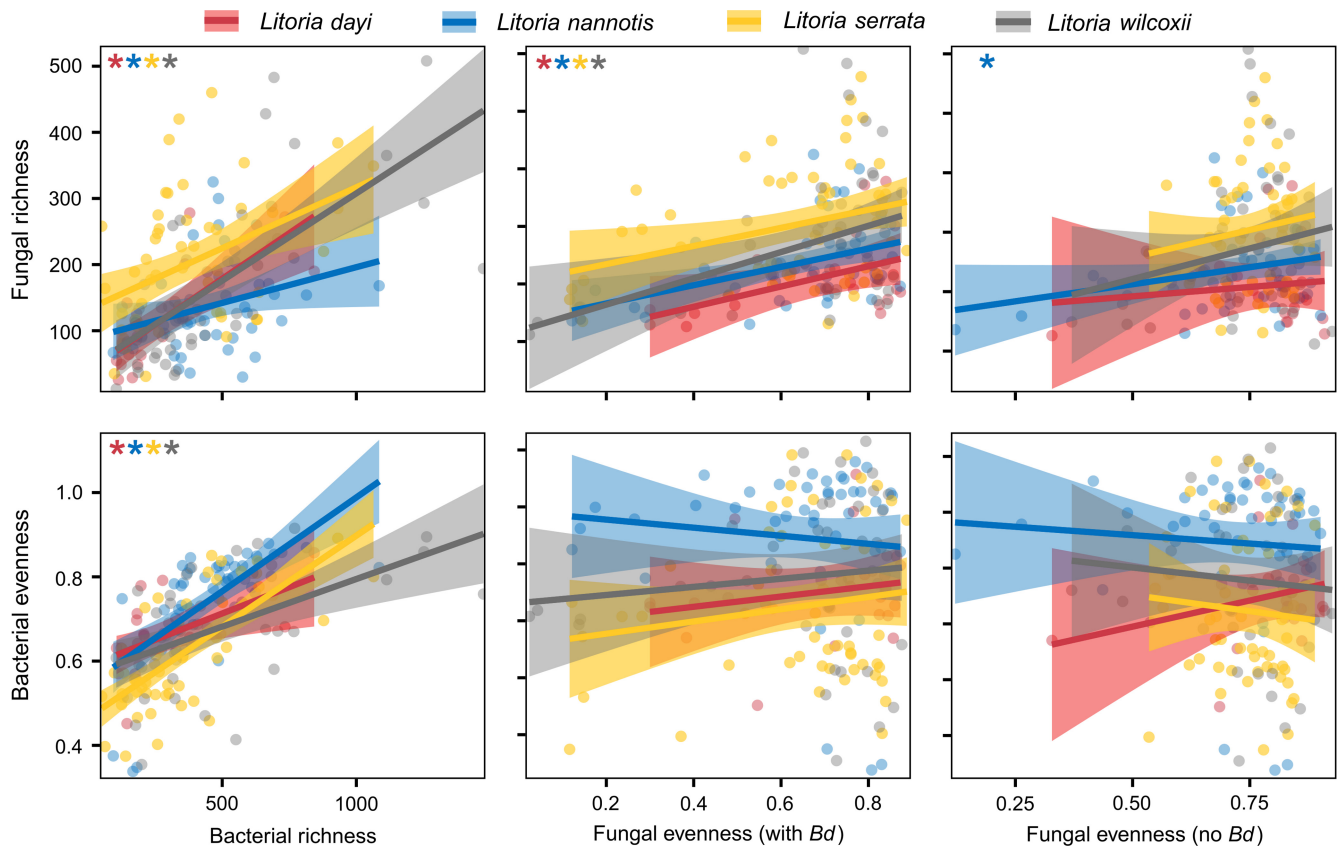 Litoria dayi Litoria nannotis Litoria serrata Litoria wilcoxii
**** **** *
500
400
300
200
100
Fungal richness
****
1.0
0.8
0.6
0.4
Bacterial evenness
500 1000 0.2 0.4 0.6 0.8 0.25 0.50 0.75
Bacterial richness Fungal evenness (with Bd) Fungal evenness (no Bd)